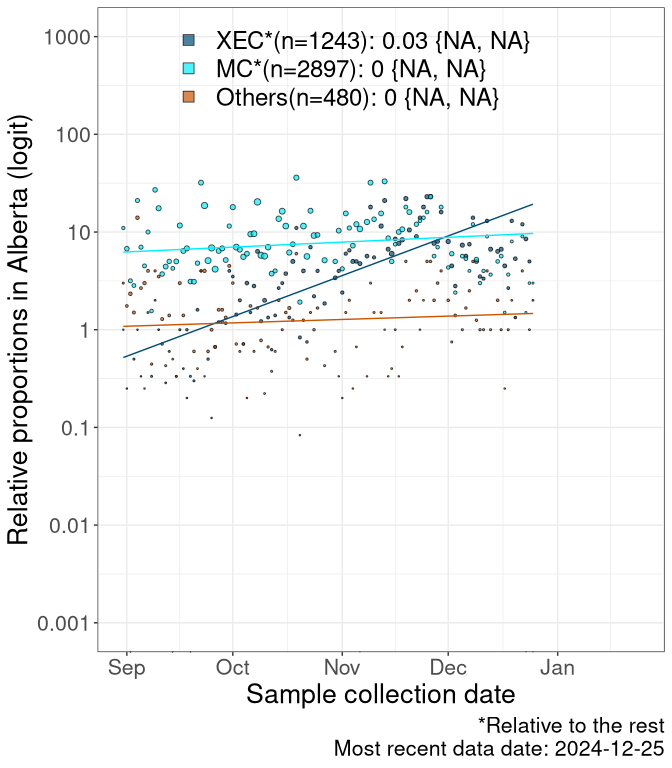 XEC*(n=1243): 0.03 {NA, NA}
MC*(n=2897): 0 {NA, NA}
Others(n=480): 0 {NA, NA}
Relative proportions in Alberta (logit)
1000
100
10
1
0.1
0.01
0.001
Sep Oct Nov Dec Jan
Sample collection date
*Relative to the rest
Most recent data date: 2024-12-25